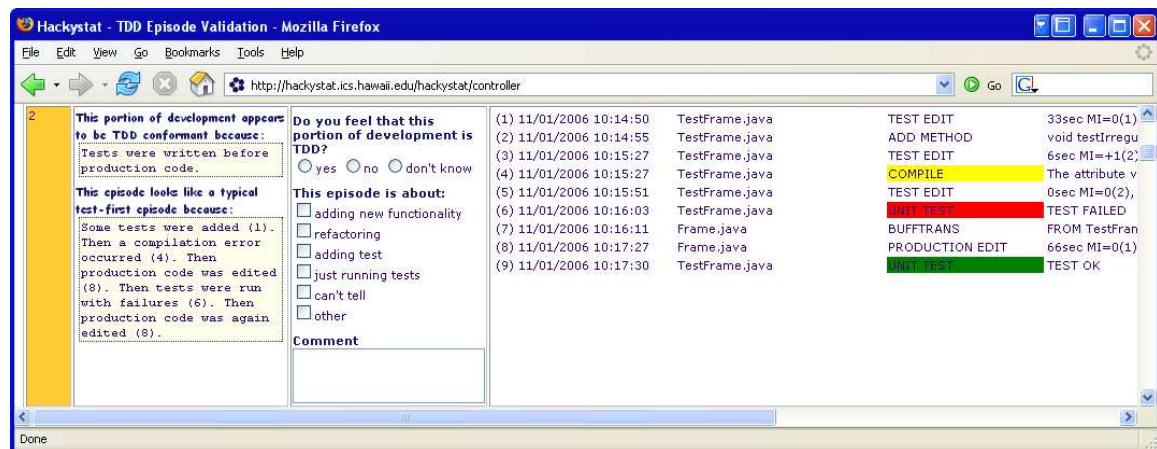 Hackystat - TDD Episode Validation - Mozilla Firefox
File Edit View Go Bookmarks Tools Help
http://hackystat.ics.hawaii.edu/hackystat/controller
Go
G
2
This portion of development appears
to be TDD conformant because:
Tests were written before
production code.
This episode looks like a typical
test-first episode because:
Some tests were added (1).
Then a compilation error
occurred (4). Then
production code was edited
(8). Then tests were run
with failures (6). Then
production code was again
edited (8).
Do you feel that this
portion of development is
TDD?
yes no don't know
This episode is about:
adding new functionality
refactoring
adding test
just running tests
can't tell
other
Comment
(1) 11/01/2006 10:14:50 TestFrame.java TEST EDIT 33sec MI=0(1)
(2) 11/01/2006 10:14:55 TestFrame.java ADD METHOD void testIrregu
(3) 11/01/2006 10:15:27 TestFrame.java TEST EDIT 6sec MI=+1(2)
(4) 11/01/2006 10:15:27 TestFrame.java COMPILE The attribute v
(5) 11/01/2006 10:15:51 TestFrame.java TEST EDIT 0sec MI=0(2),
(6) 11/01/2006 10:16:03 TestFrame.java UNIT TEST TEST FAILED
(7) 11/01/2006 10:16:11 Frame.java BUFFTRANS FROM TestFran
(8) 11/01/2006 10:17:27 Frame.java PRODUCTION EDIT 66sec MI=0(1)
(9) 11/01/2006 10:17:30 TestFrame.java UNIT TEST TEST OK
Done